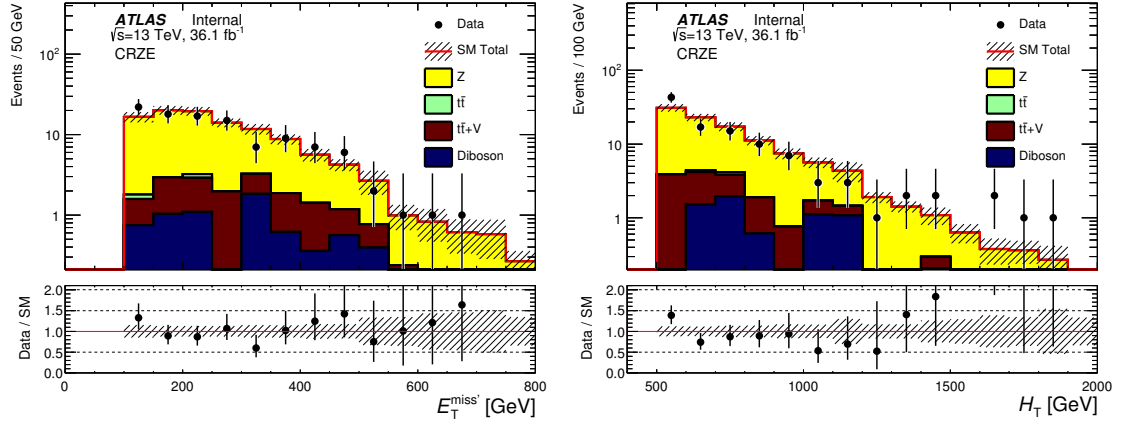 ATLAS Internal
√s=13 TeV, 36.1 fb⁻¹
CRZE
Data
SM Total
Z
tt̄
tt̄+V
Diboson
Events / 50 GeV
10²
10
1
Data / SM
2.0
1.5
1.0
0.5
0.0
0 200 400 600 800
E_T^miss' [GeV]
ATLAS Internal
√s=13 TeV, 36.1 fb⁻¹
CRZE
Data
SM Total
Z
tt̄
tt̄+V
Diboson
Events / 100 GeV
10²
10
1
Data / SM
2.0
1.5
1.0
0.5
0.0
500 1000 1500 2000
H_T [GeV]